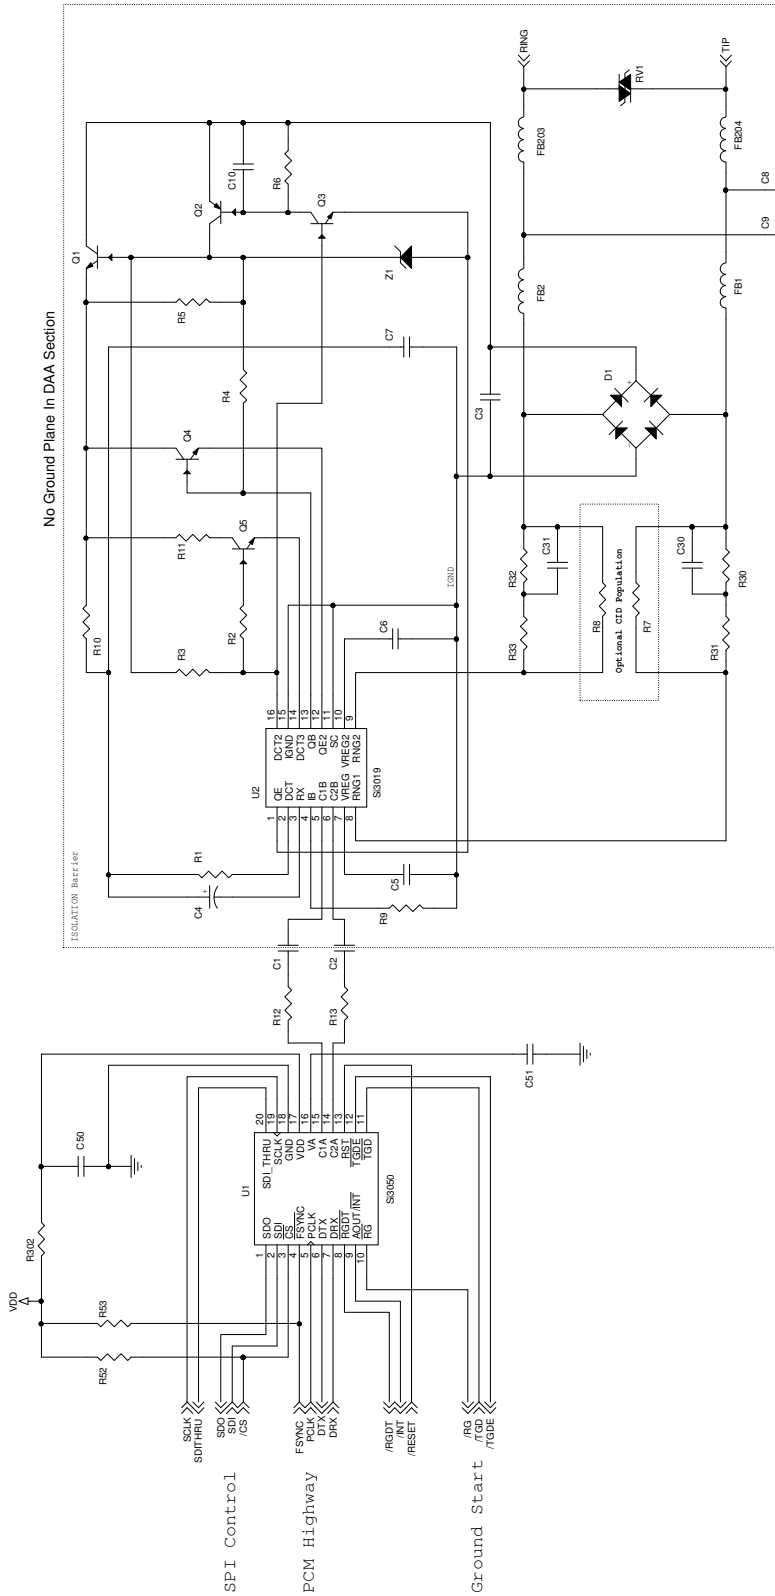 No Ground Plane In DAA Section
ISOLATION Barrier
SPI Control
PCM Highway
Ground Start
SCLK
SDITHRU
SDO
SDI
/CS
FSYNC
PCLK
DTX
DRX
/RGDT
/INT
/RESET
/RG
/TGD
/TGDE
VDD
R52
R53
R302
C50
C51
U1
Si3050
1 SDO
2 SDI
3 CS
4 FSYNC
5 PCLK
6 DTX
7 DRX
8 RGDT
9 AOUT/INT
10 RG
20 SDI_THRU
19 SCLK
18 GND
17 VDD
16 VA
15 C1A
14 C2A
13 RST
12 TGDE
11 TGD
R12
C1
R13
C2
C4
+
R1
R9
C5
U2
Si3019
1 QE
2 DCT
3 RX
4 IB
5 C1B
6 C2B
7 VREG
8 RNG1
16 DCT2
15 IGND
14 DCT3
13 QB
12 QE2
11 SC
10 VREG2
9 RNG2
R10
R3
R2
R11
Q5
Q4
R4
R5
Q1
Q2
C10
R6
Q3
Z1
C7
C6
IGND
C3
D1
+
-
R33
R32
C31
R8
Optional CID Population
R7
C30
R31
R30
FB2
FB1
C9
C8
FB203
FB204
RV1
RING
TIP